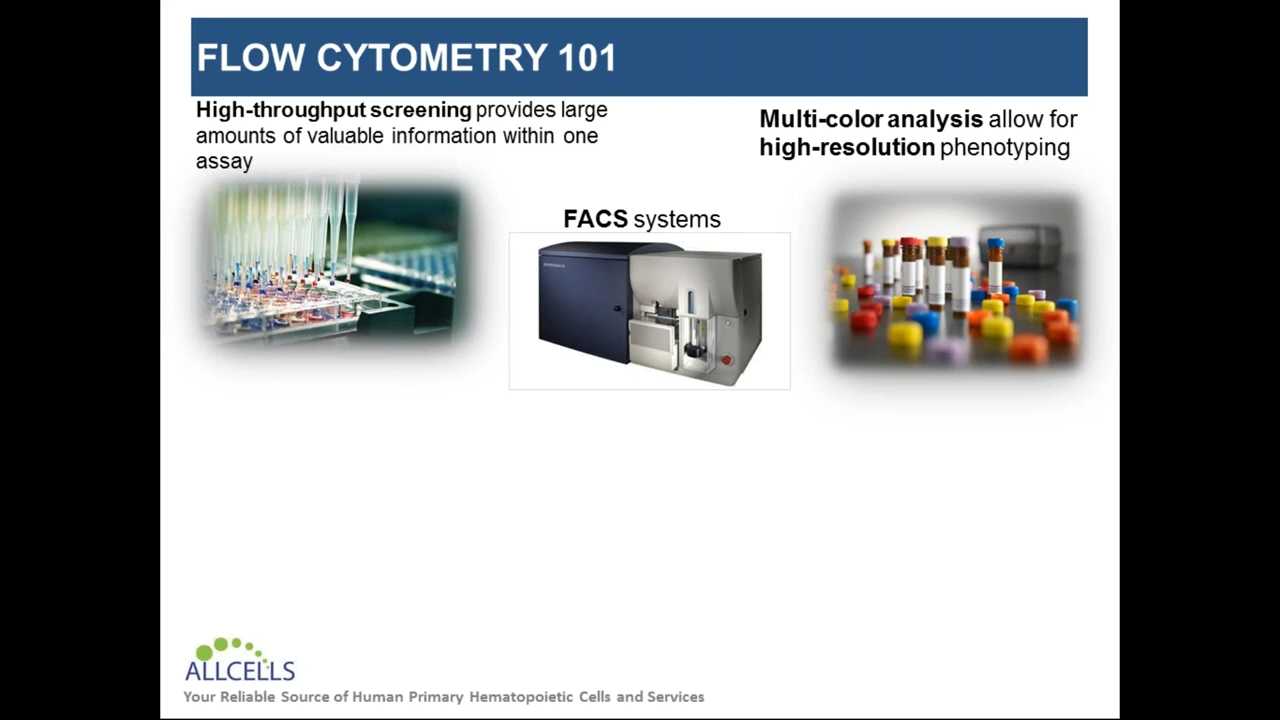 FLOW CYTOMETRY 101
High-throughput screening provides large
amounts of valuable information within one
assay
Multi-color analysis allow for
high-resolution phenotyping
FACS systems
ALLCELLS
Your Reliable Source of Human Primary Hematopoietic Cells and Services